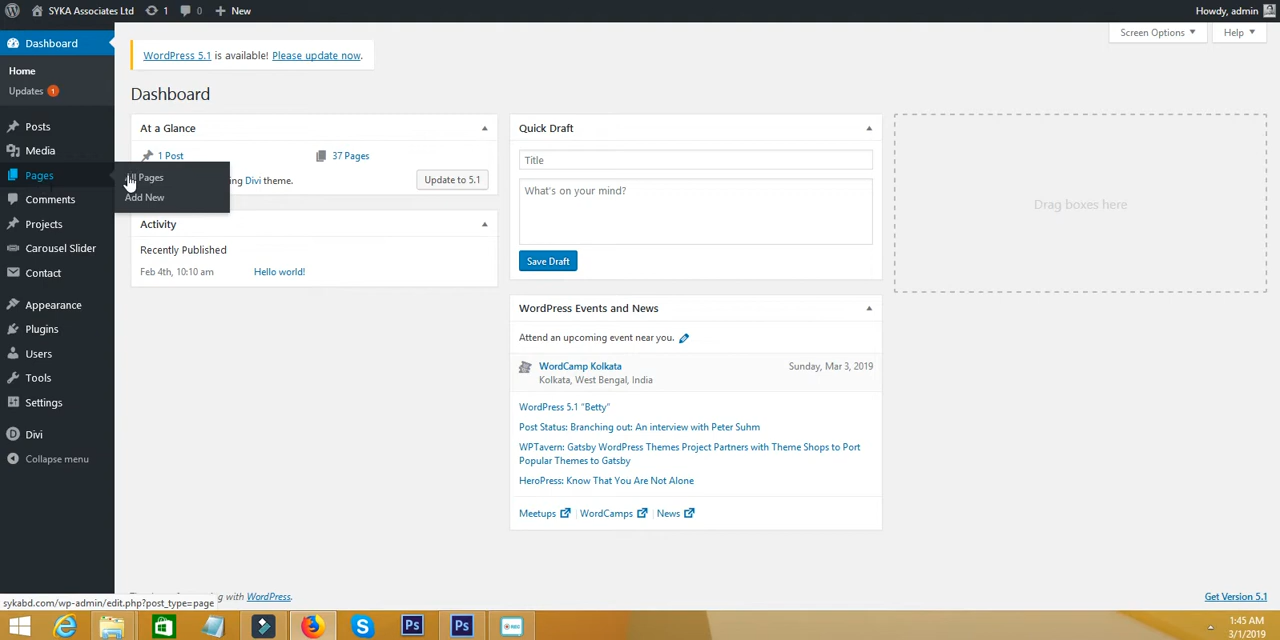 SYKA Associates Ltd 1 0 + New Howdy, admin
Dashboard Screen Options Help
WordPress 5.1 is available! Please update now.
Home
Updates 1
Dashboard
At a Glance Quick Draft
Posts
Media
Pages
Comments
Projects
Carousel Slider
Contact
Appearance
Plugins
Users
Tools
Settings
Divi
Collapse menu
All Pages
Add New
1 Post 37 Pages
Divi theme. Update to 5.1
Activity
Recently Published
Feb 4th, 10:10 am Hello world!
Title
What's on your mind?
Save Draft
WordPress Events and News
Attend an upcoming event near you.
WordCamp Kolkata Sunday, Mar 3, 2019
Kolkata, West Bengal, India
WordPress 5.1 "Betty"
Post Status: Branching out: An interview with Peter Suhm
WPTavern: Gatsby WordPress Themes Project Partners with Theme Shops to Port
Popular Themes to Gatsby
HeroPress: Know That You Are Not Alone
Meetups | WordCamps | News
Drag boxes here
with WordPress. Get Version 5.1
sykabd.com/wp-admin/edit.php?post_type=page
Ps Ps
1:45 AM
3/1/2019